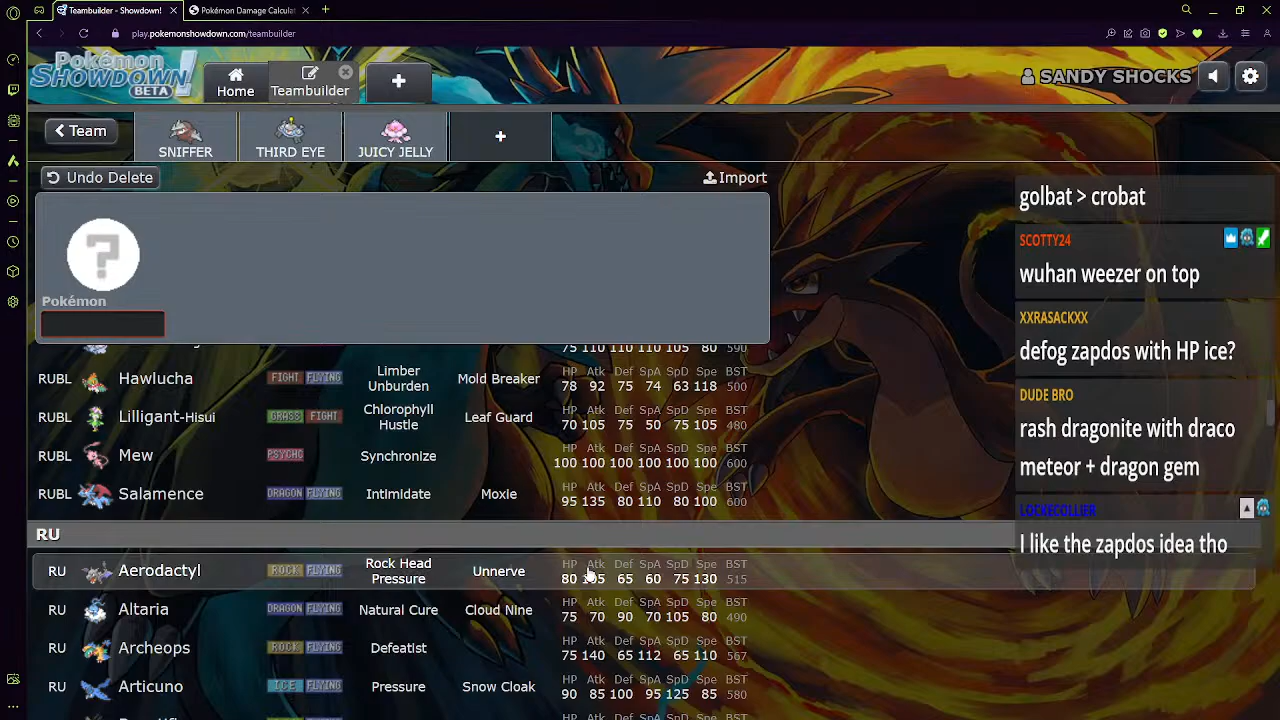 Teambuilder - Showdown!
Pokémon Damage Calculat
play.pokemonshowdown.com/teambuilder
Pokémon
SHOWDOWN!
BETA
Home
Teambuilder
SANDY SHOCKS
Team
SNIFFER
THIRD EYE
JUICY JELLY
Undo Delete
Import
Pokémon
75 110 110 110 105 80 590
RUBL Hawlucha FIGHT FLYING Limber Unburden Mold Breaker HP 78 Atk 92 Def 75 SpA 74 SpD 63 Spe 118 BST 500
RUBL Lilligant-Hisui GRASS FIGHT Chlorophyll Hustle Leaf Guard HP 70 Atk 105 Def 75 SpA 50 SpD 75 Spe 105 BST 480
RUBL Mew PSYCHC Synchronize HP 100 Atk 100 Def 100 SpA 100 SpD 100 Spe 100 BST 600
RUBL Salamence DRAGON FLYING Intimidate Moxie HP 95 Atk 135 Def 80 SpA 110 SpD 80 Spe 100 BST 600
RU
RU Aerodactyl ROCK FLYING Rock Head Pressure Unnerve HP 80 Atk 105 Def 65 SpA 60 SpD 75 Spe 130 BST 515
RU Altaria DRAGON FLYING Natural Cure Cloud Nine HP 75 Atk 70 Def 90 SpA 70 SpD 105 Spe 80 BST 490
RU Archeops ROCK FLYING Defeatist HP 75 Atk 140 Def 65 SpA 112 SpD 65 Spe 110 BST 567
RU Articuno ICE FLYING Pressure Snow Cloak HP 90 Atk 85 Def 100 SpA 95 SpD 125 Spe 85 BST 580
golbat > crobat
SCOTTY24
wuhan weezer on top
XXRASACKXX
defog zapdos with HP ice?
DUDE BRO
rash dragonite with draco
meteor + dragon gem
LOCKECOLLIER
I like the zapdos idea tho